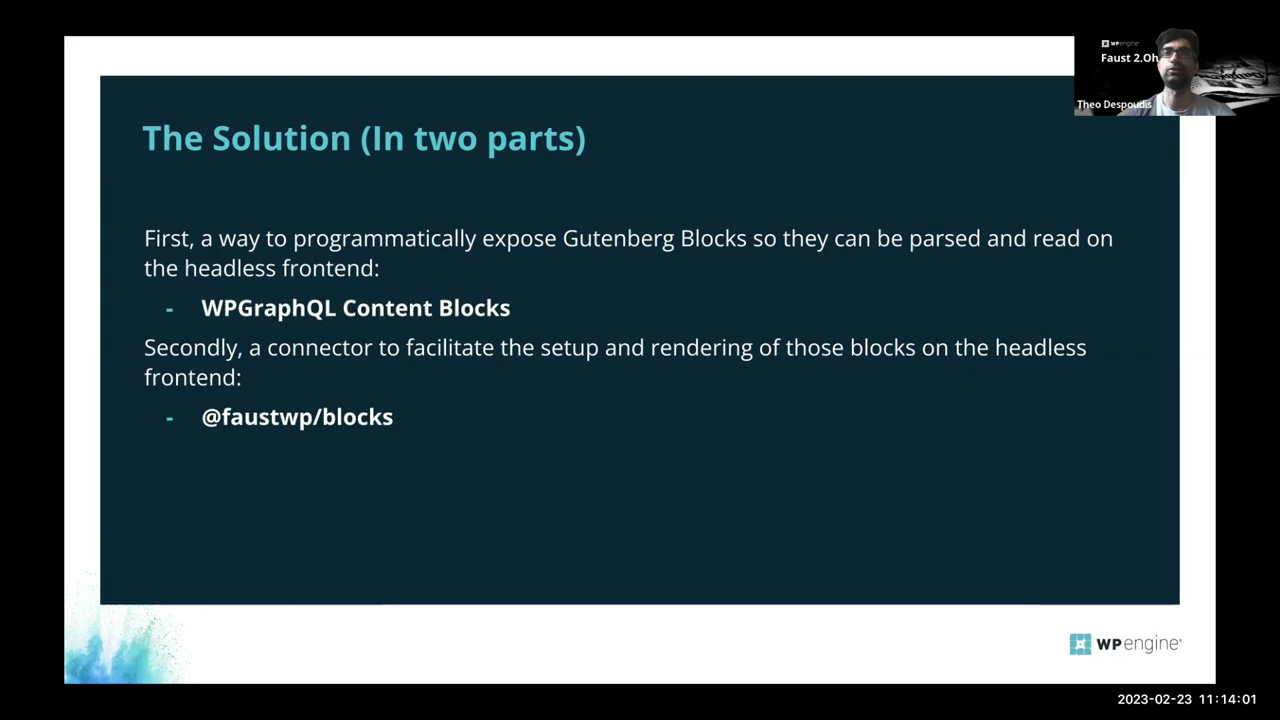 WPengine
Faust 2.Oh
Theo Despoudis
The Solution (In two parts)
First, a way to programmatically expose Gutenberg Blocks so they can be parsed and read on
the headless frontend:
- WPGraphQL Content Blocks
Secondly, a connector to facilitate the setup and rendering of those blocks on the headless
frontend:
- @faustwp/blocks
WPengine®
2023-02-23 11:14:01